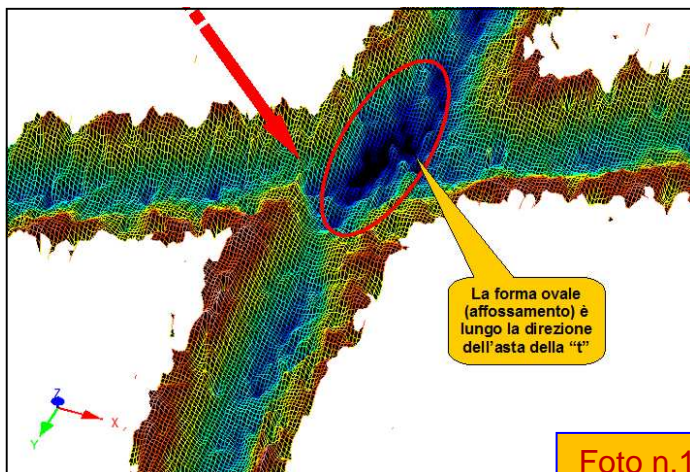 La forma ovale
(affossamento) è
lungo la direzione
dell'asta della "t"
Z
X
Y
Foto n.1